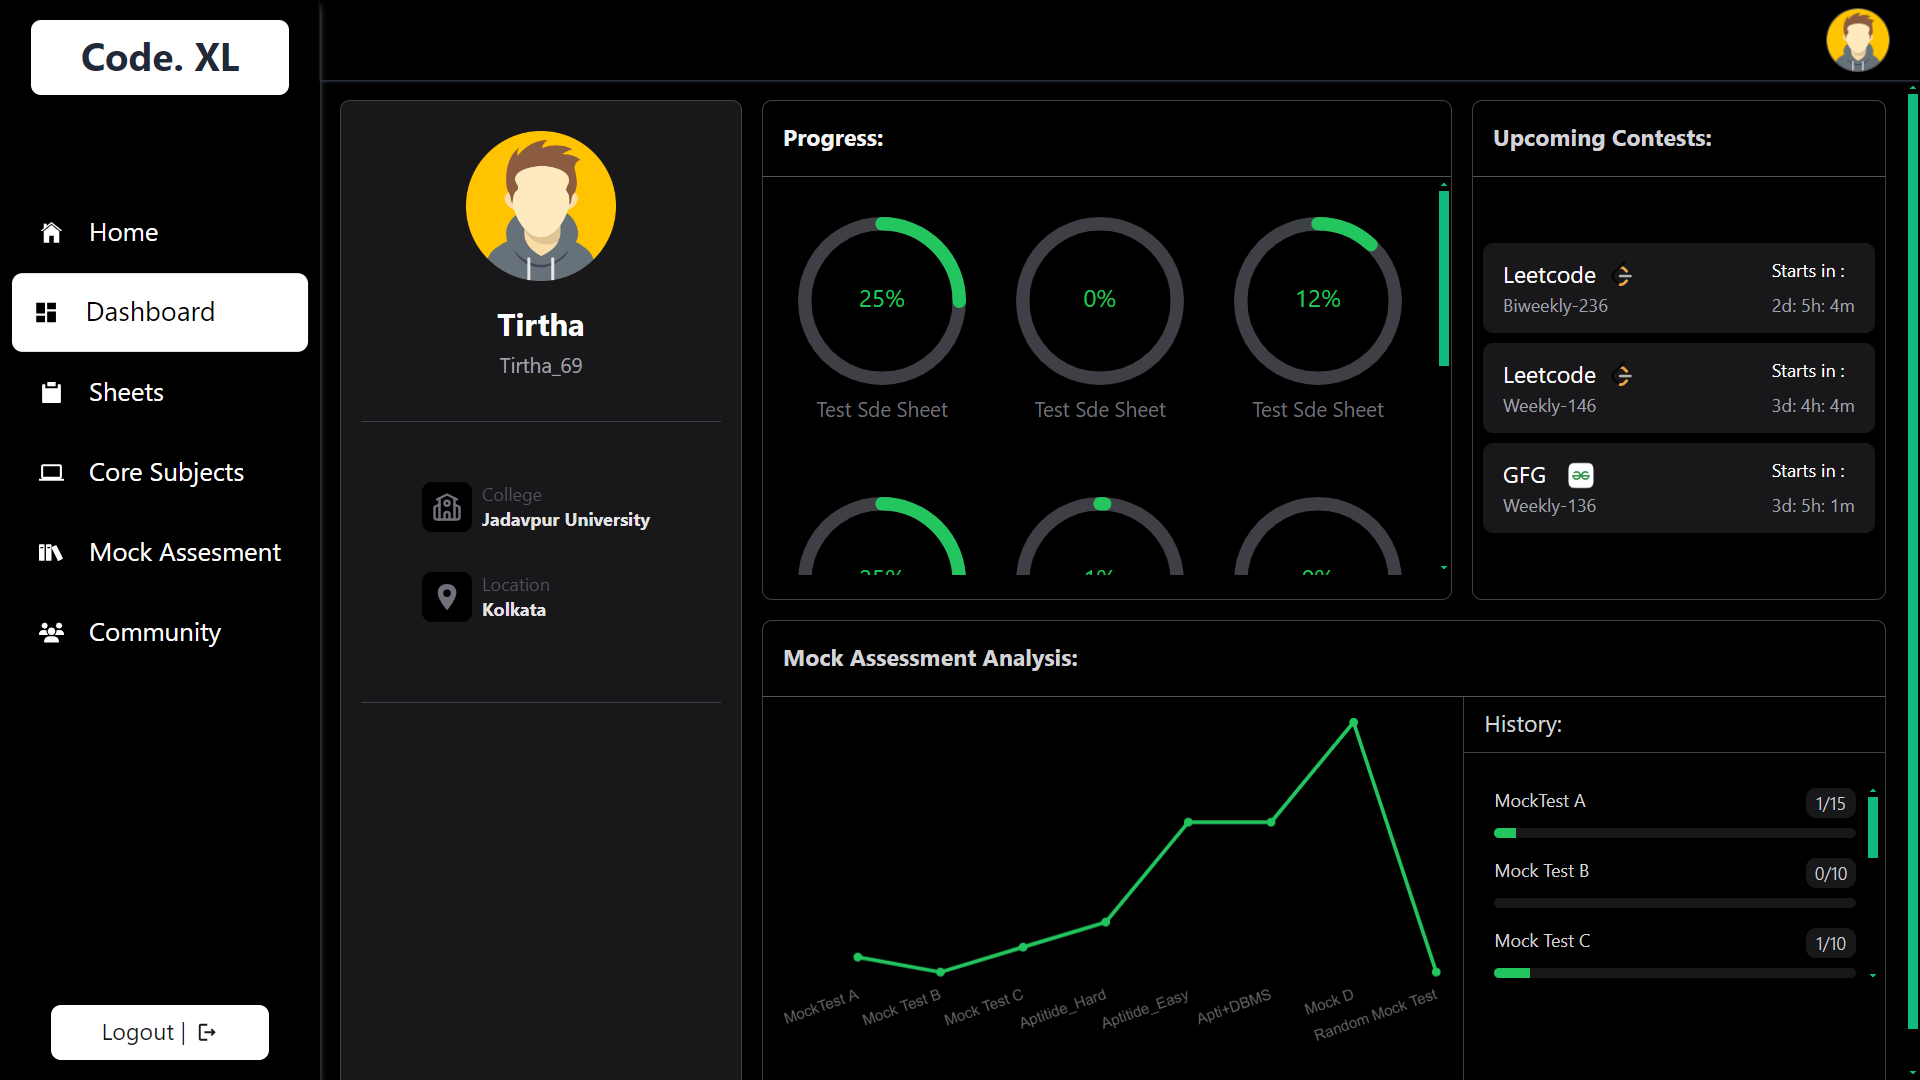 Code. XL
Home
Dashboard
Sheets
Core Subjects
Mock Assesment
Community
Logout |
Tirtha
Tirtha_69
College
Jadavpur University
Location
Kolkata
Progress:
25% 0% 12%
Test Sde Sheet Test Sde Sheet Test Sde Sheet
1%
Upcoming Contests:
Leetcode Starts in :
Biweekly-236 2d: 5h: 4m
Leetcode Starts in :
Weekly-146 3d: 4h: 4m
GFG Starts in :
Weekly-136 3d: 5h: 1m
Mock Assessment Analysis:
MockTest A
Mock Test B
Mock Test C
Aptitide_Hard
Aptitide_Easy
Apti+DBMS
Mock D
Random Mock Test
History:
MockTest A 1/15
Mock Test B 0/10
Mock Test C 1/10